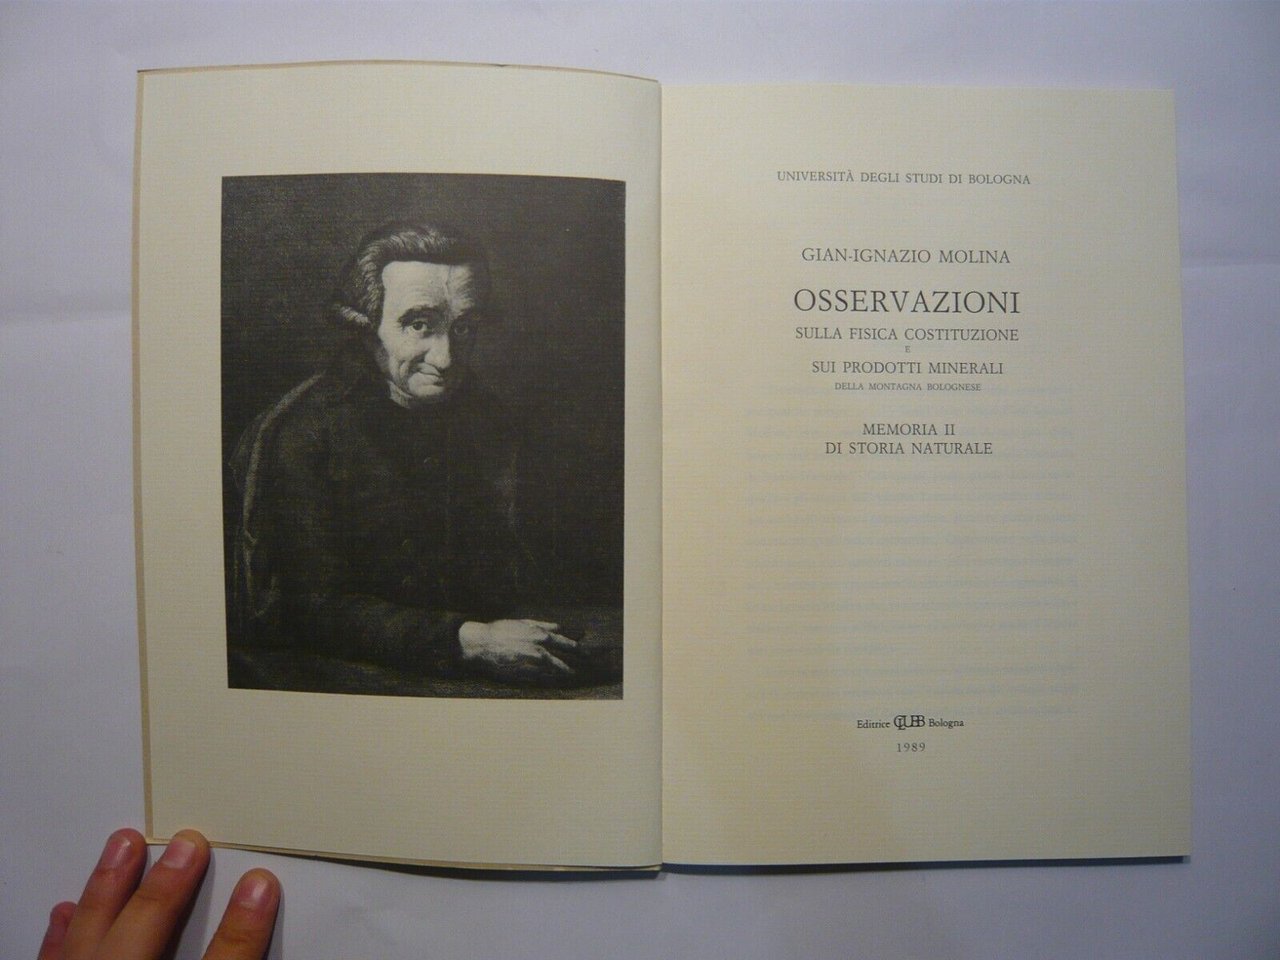 UNIVERSITÀ DEGLI STUDI DI BOLOGNA
GIAN-IGNAZIO MOLINA
OSSERVAZIONI
SULLA FISICA COSTITUZIONE
E
SUI PRODOTTI MINERALI
DELLA MONTAGNA BOLOGNESE
MEMORIA II
DI STORIA NATURALE
Editrice CLUEB Bologna
1989